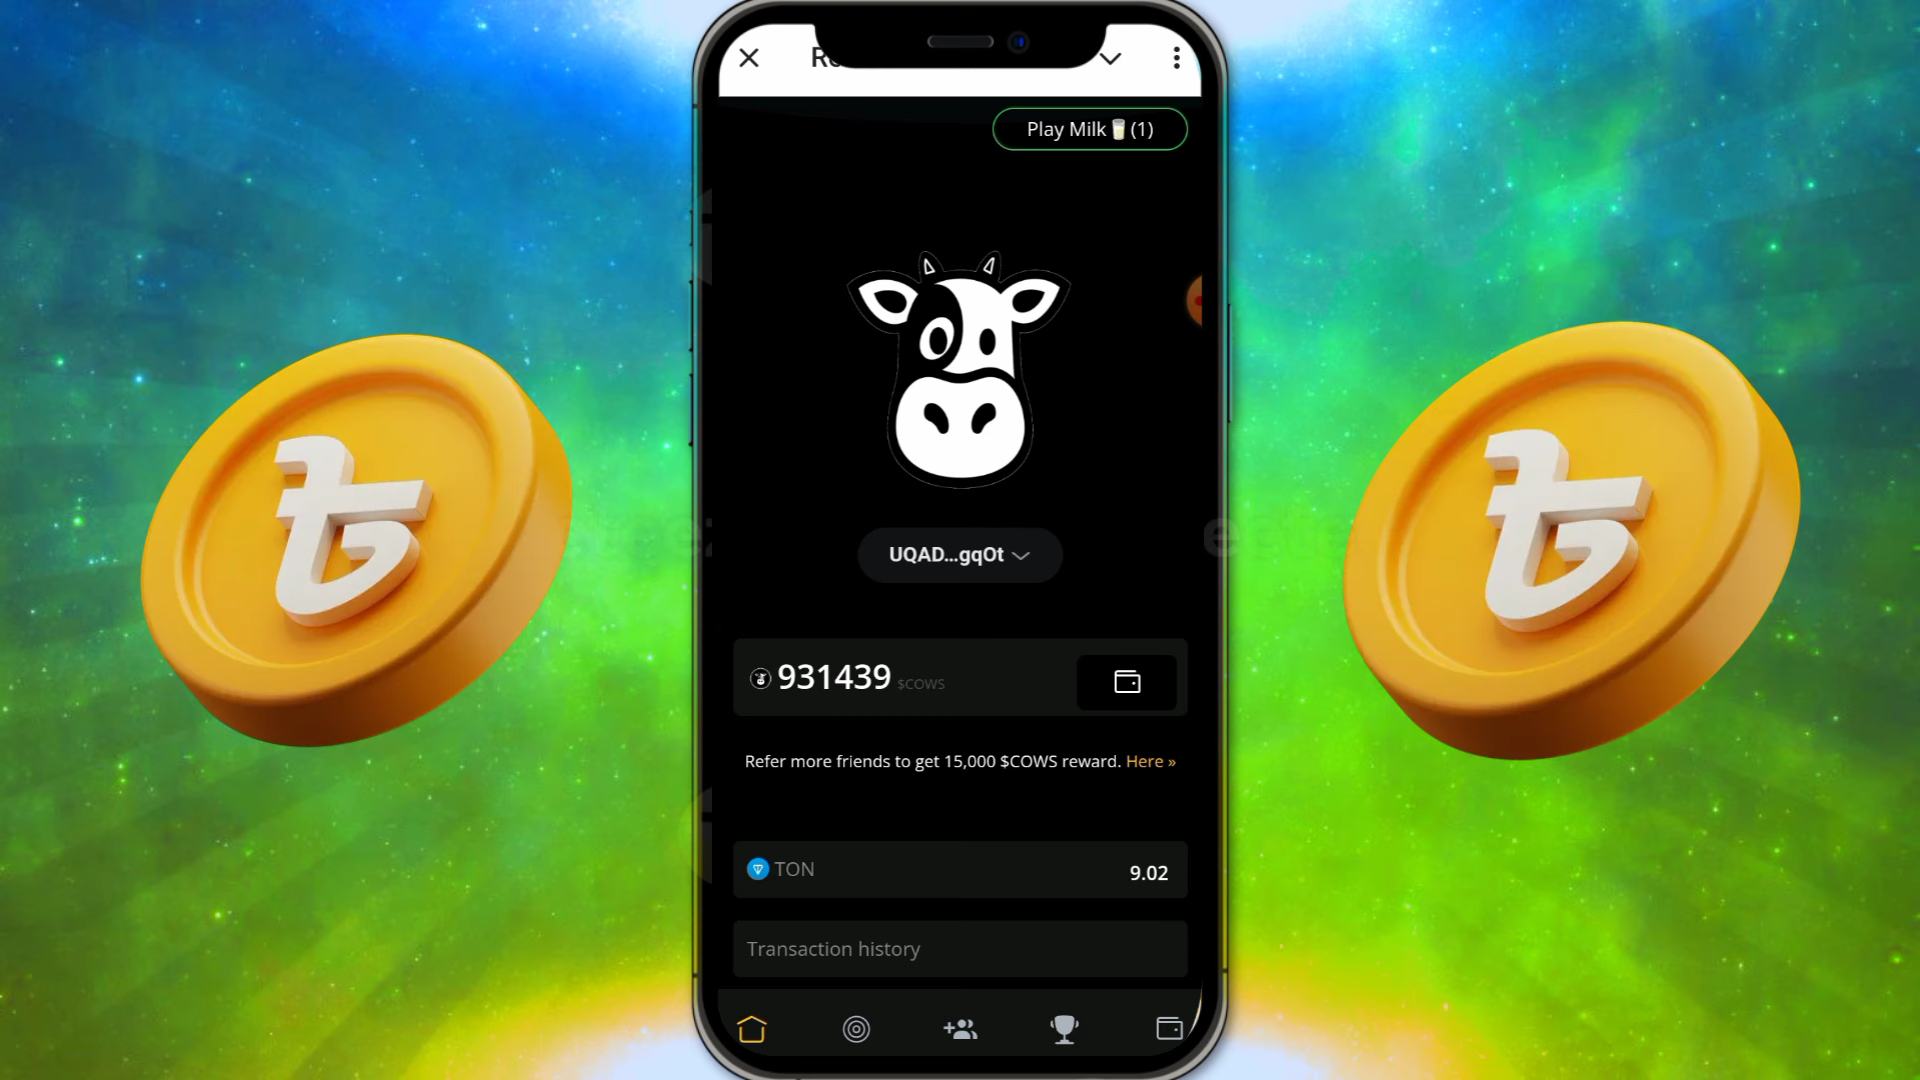 Play Milk🥛(1)
৳
৳
UQAD...gqOt
931439 $COWS
Refer more friends to get 15,000 $COWS reward. Here »
TON
9.02
Transaction history